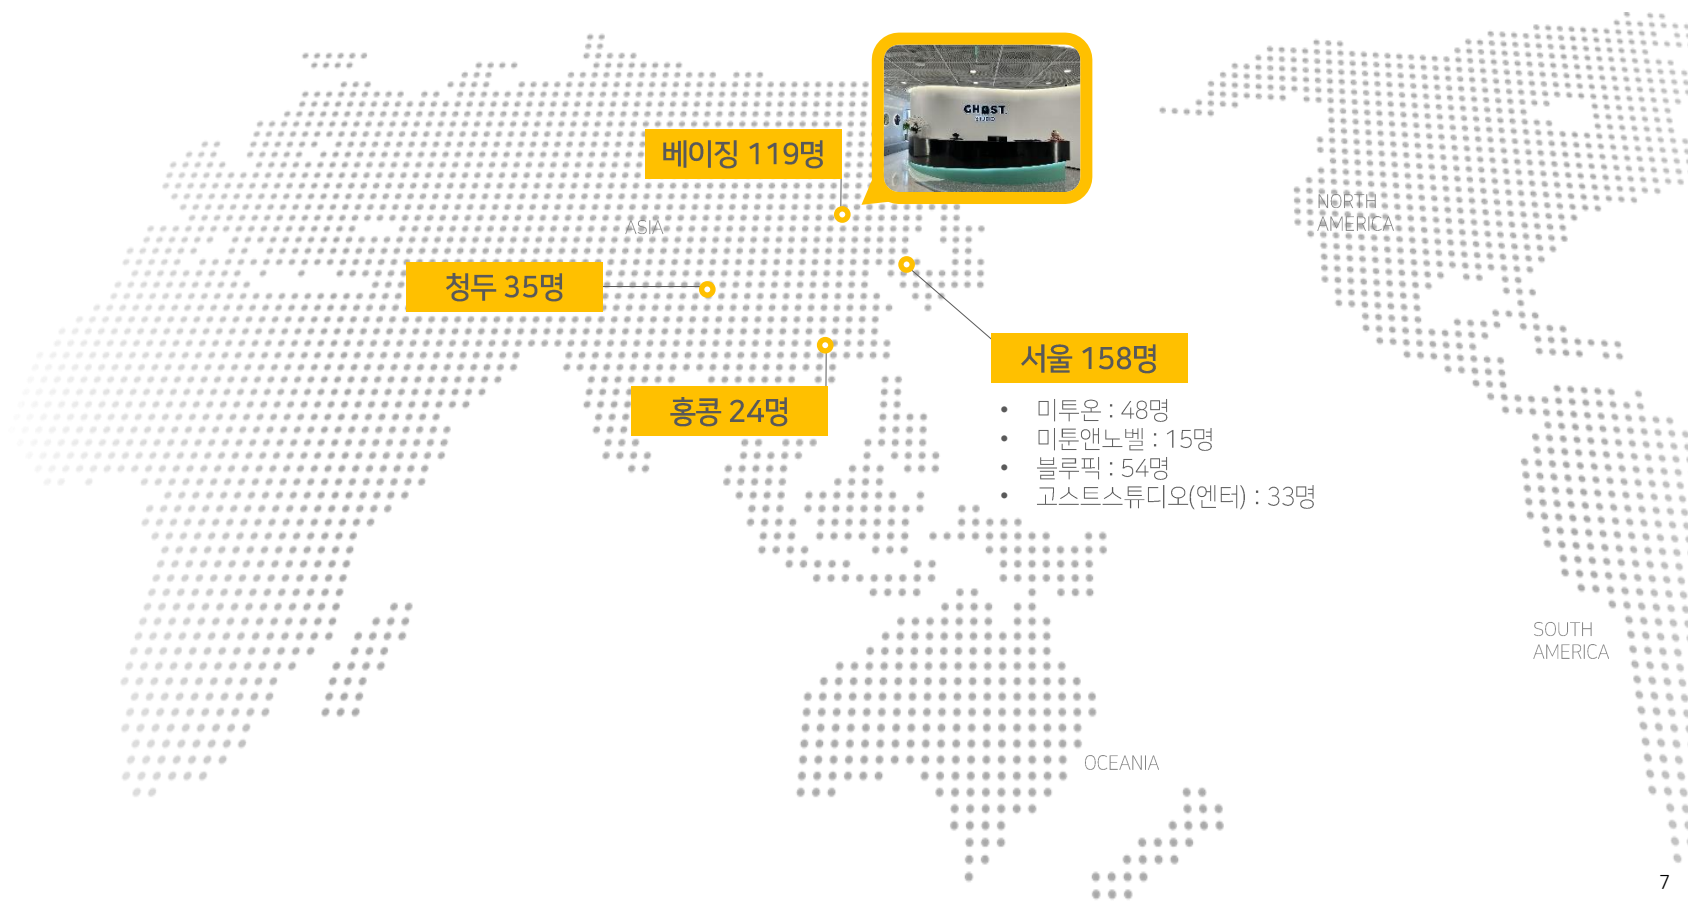 GHOST.
STUDIO
베이징 119명
ASIA
NORTH
AMERICA
청두 35명
서울 158명
홍콩 24명
• 미투온 : 48명
• 미툰앤노벨 : 15명
• 블루픽 : 54명
• 고스트스튜디오(엔터) : 33명
SOUTH
AMERICA
OCEANIA
7